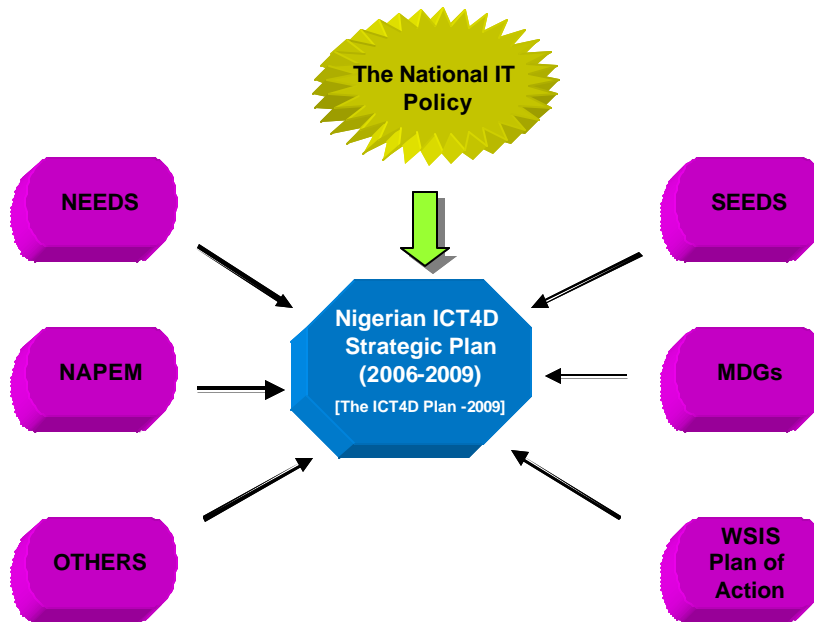 The National IT
Policy
NEEDS
SEEDS
Nigerian ICT4D
Strategic Plan
(2006-2009)
[The ICT4D Plan -2009]
NAPEM
MDGs
OTHERS
WSIS
Plan of
Action